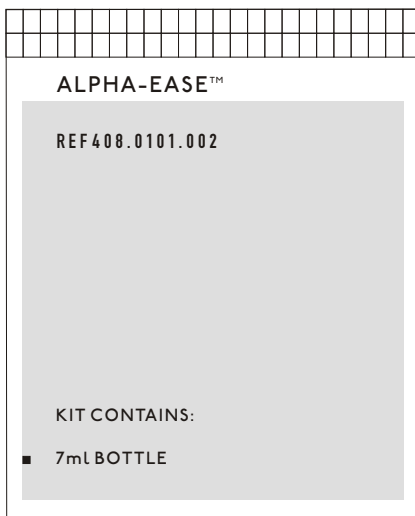 ALPHA-EASE™
REF408.0101.002
KIT CONTAINS:
■ 7ml BOTTLE